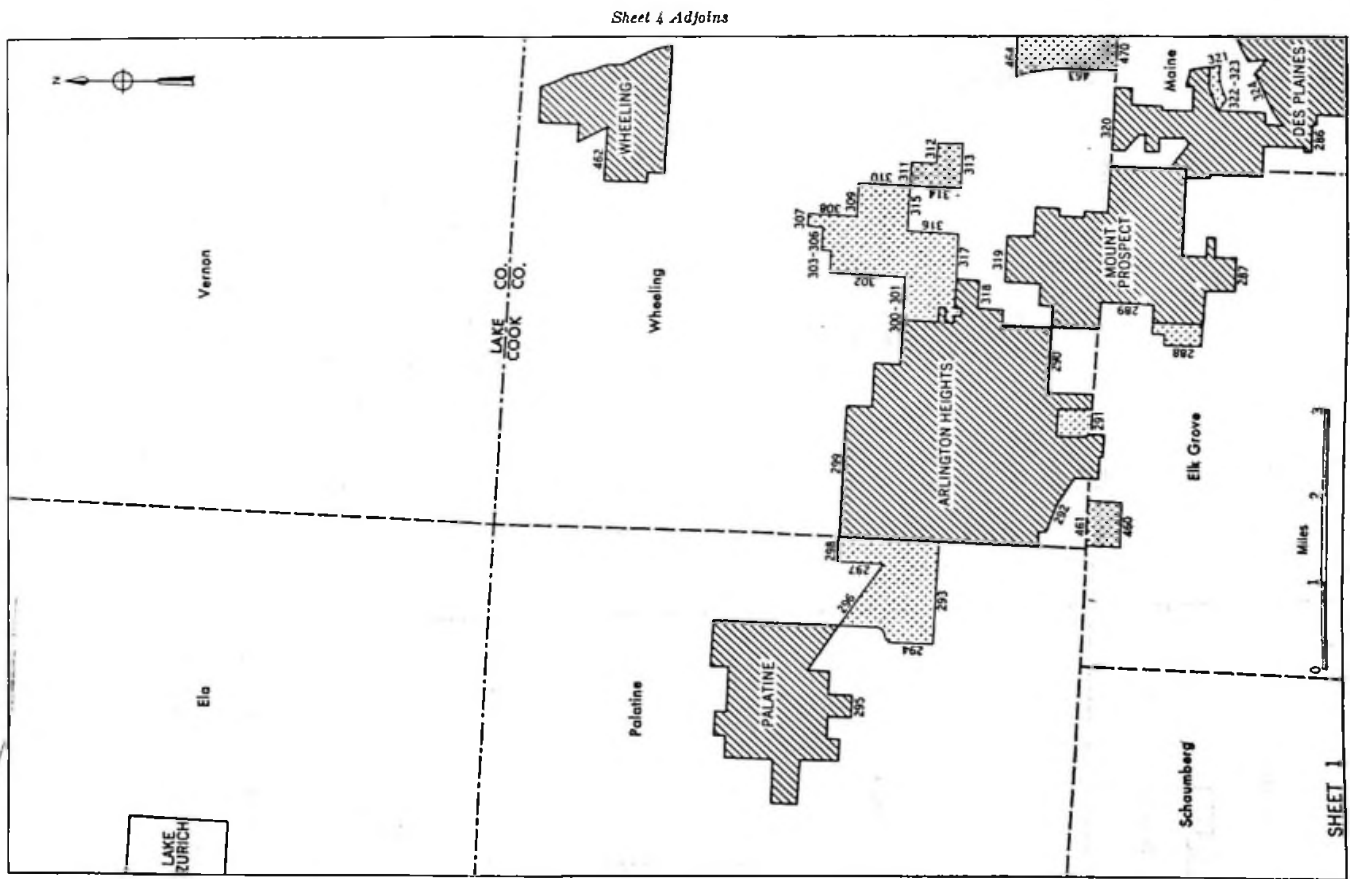 Sheet 4 Adjoins
N
Vernon
Ela
LAKE
ZURICH
LAKE CO.
COOK CO.
WHEELING
462
Wheeling
Palatine
PALATINE
295
296
297
298
294
293
299
ARLINGTON HEIGHTS
300-301
302
303-306
307
308
309
310
311
312
313
314
315
316
317
318
290
291
292
461
460
319
MOUNT
PROSPECT
289
288
287
320
464
463
470
Maine
321
322-323
324
DES PLAINES
286
Elk Grove
Schaumberg
0
1
2
3
Miles
SHEET 1